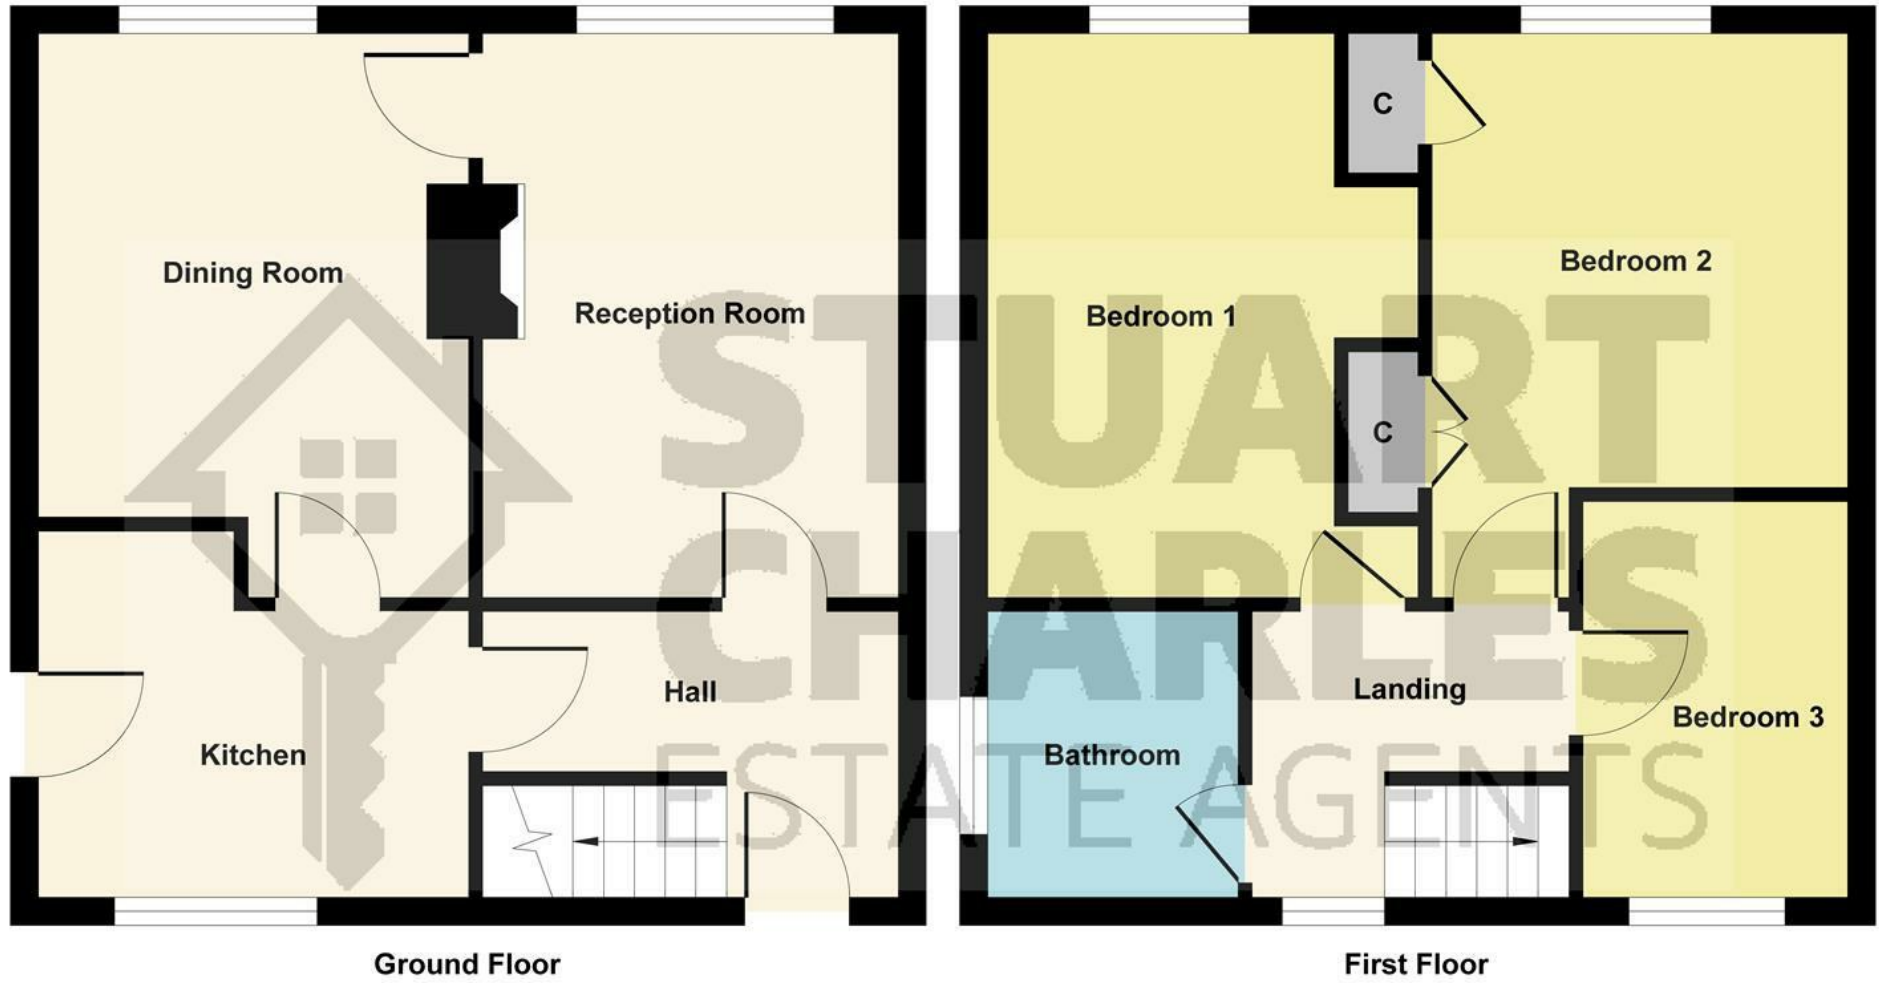 Dining Room
Reception Room
Kitchen
Hall
Ground Floor
C
Bedroom 2
Bedroom 1
C
Landing
Bedroom 3
Bathroom
First Floor
STUART
CHARLES
ESTATE AGENTS